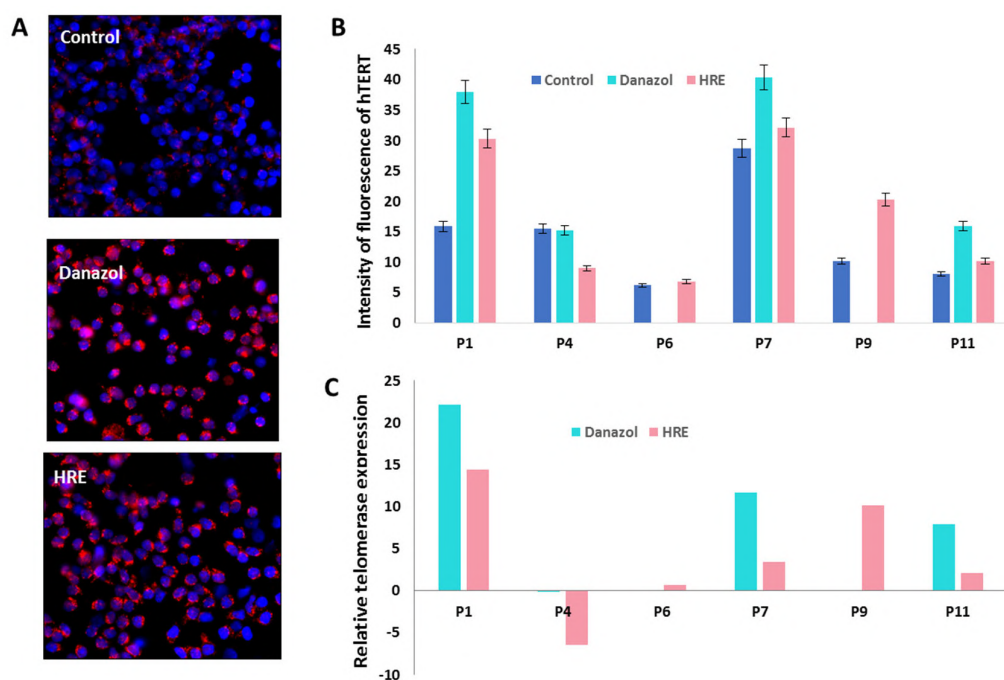 A
Control
Danazol
HRE
B
Intensity of fluorescence of hTERT
45
40
35
30
25
20
15
10
5
0
Control Danazol HRE
P1 P4 P6 P7 P9 P11
C
Relative telomerase expression
25
20
15
10
5
0
-5
-10
Danazol HRE
P1 P4 P6 P7 P9 P11